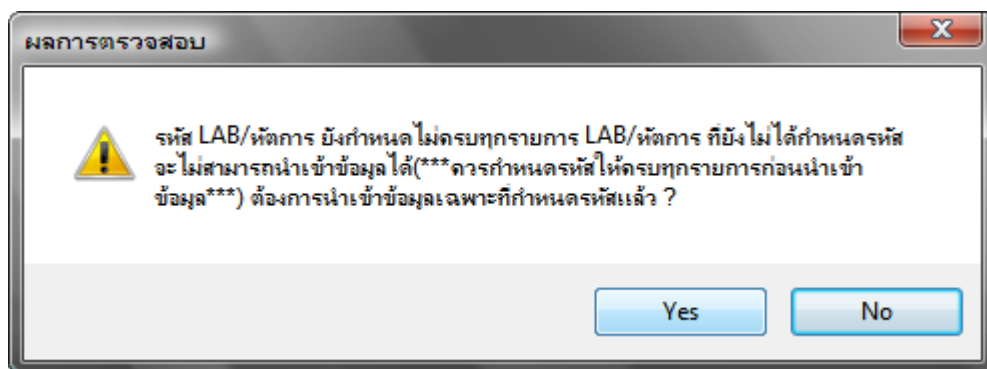 ผลการตรวจสอบ
รหัส LAB/หัตการ ยังกำหนดไม่ครบทุกรายการ LAB/หัตการ ที่ยังไม่ได้กำหนดรหัส
จะไม่สามารถนำเข้าข้อมูลได้(***ควรกำหนดรหัสให้ครบทุกรายการก่อนนำเข้า
ข้อมูล***) ต้องการนำเข้าข้อมูลเฉพาะที่กำหนดรหัสแล้ว ?
Yes No